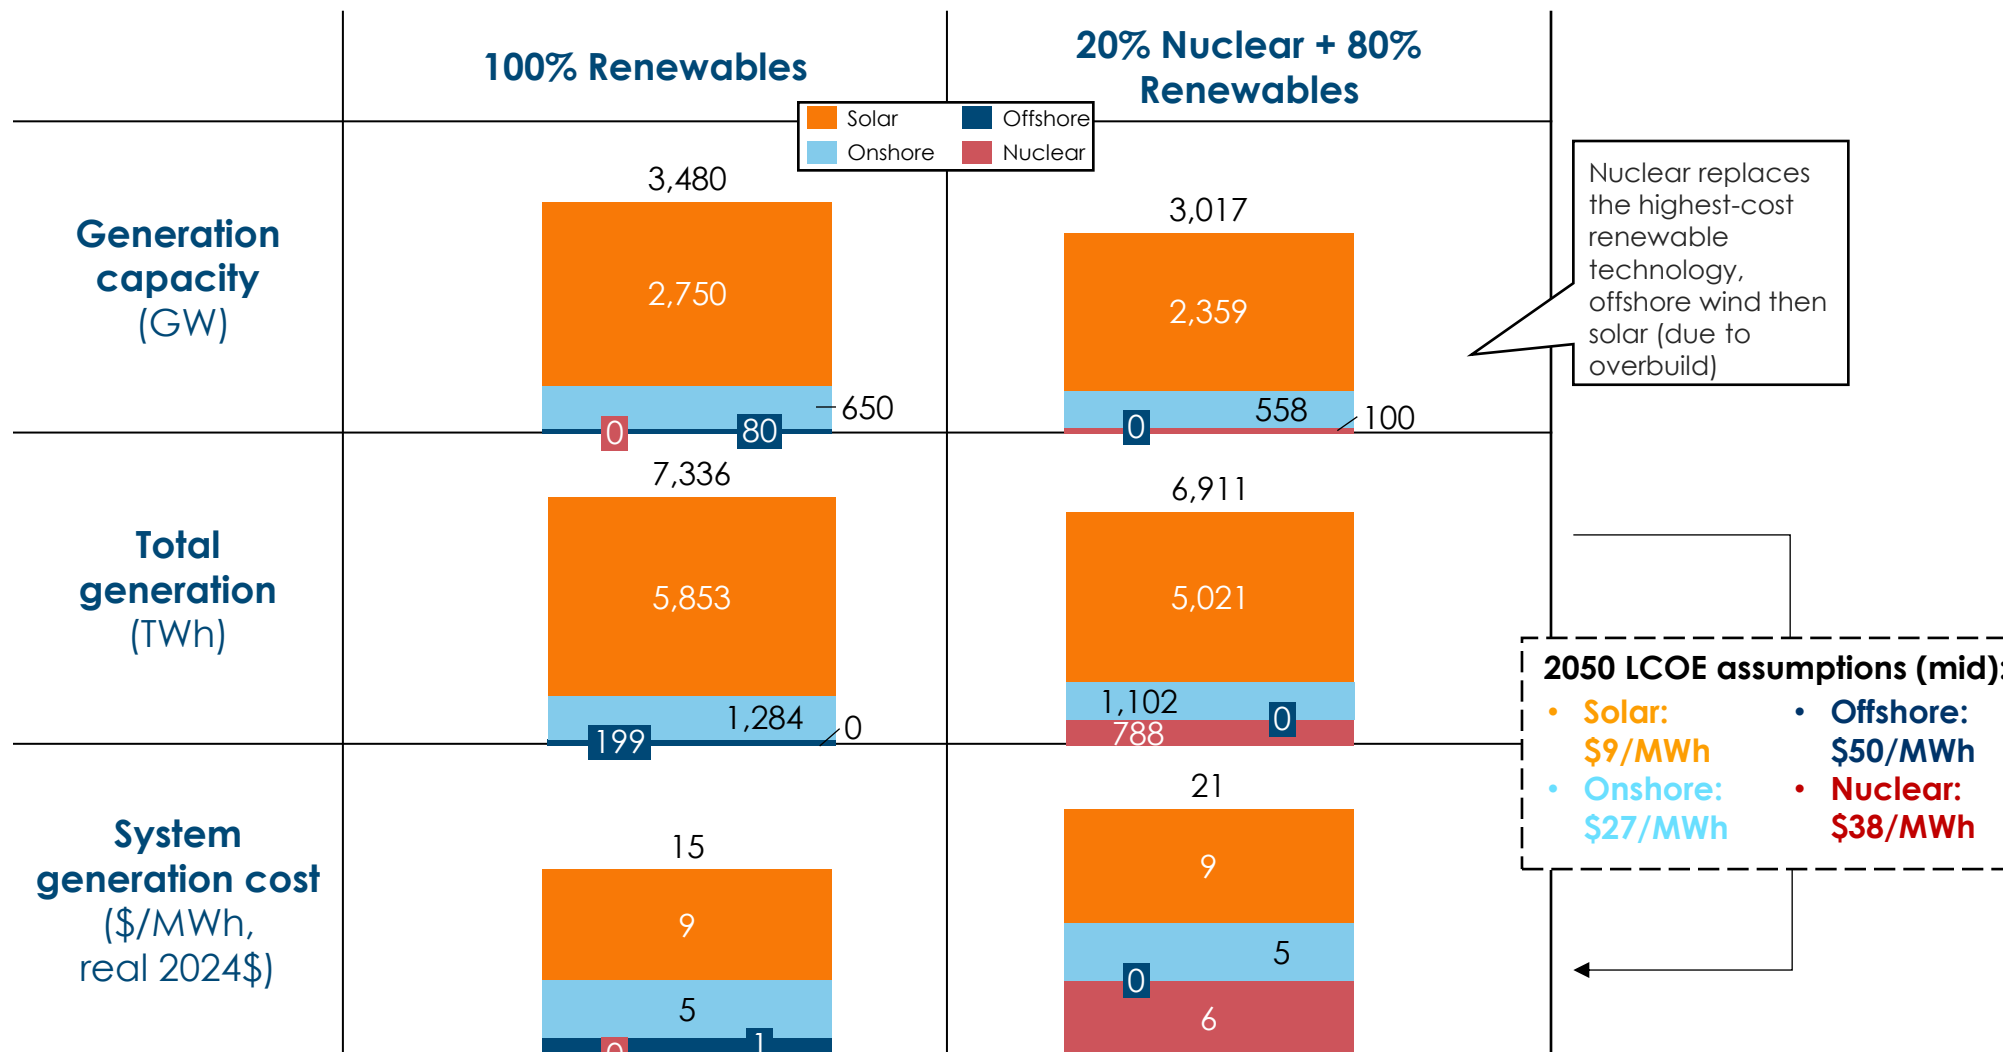 100% Renewables
20% Nuclear + 80%
Renewables
Solar
Offshore
Onshore
Nuclear
Generation
capacity
(GW)
3,480
2,750
650
0
80
3,017
2,359
558
100
0
Nuclear replaces
the highest-cost
renewable
technology,
offshore wind then
solar (due to
overbuild)
Total
generation
(TWh)
7,336
5,853
1,284
0
199
6,911
5,021
1,102
0
788
2050 LCOE assumptions (mid):
• Solar:
$9/MWh
• Onshore:
$27/MWh
• Offshore:
$50/MWh
• Nuclear:
$38/MWh
System
generation cost
($/MWh,
real 2024$)
15
9
5
0
1
21
9
5
0
6